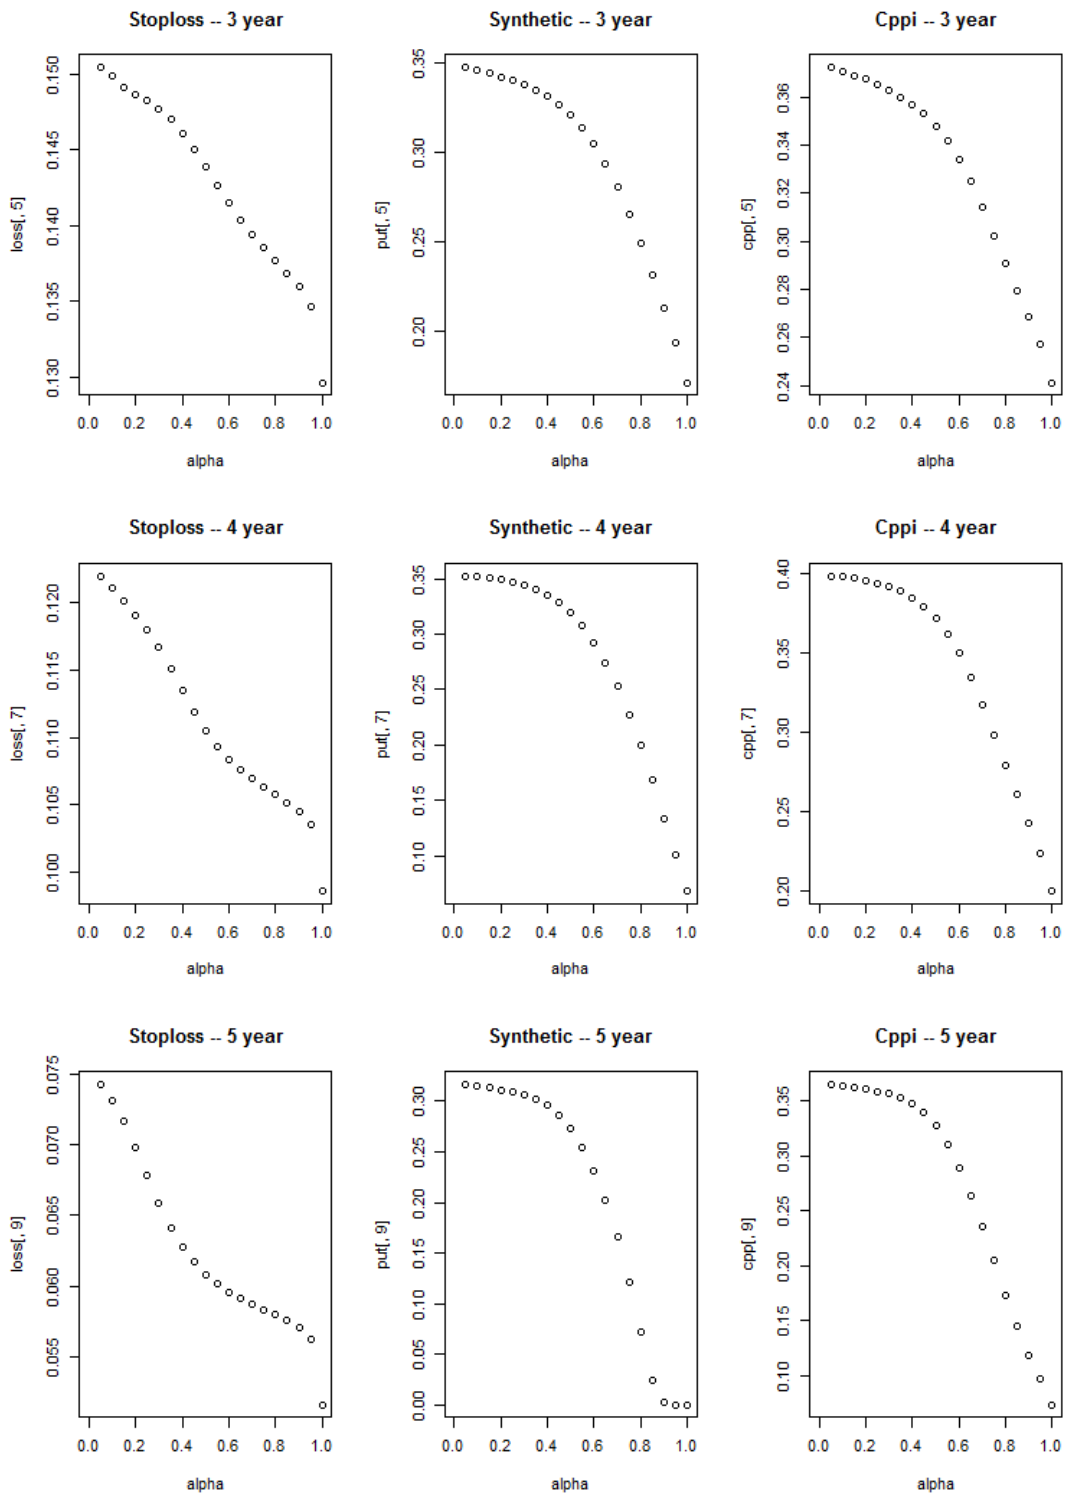 Stoploss -- 3 year
loss[, 5]
0.150
0.145
0.140
0.135
0.130
0.0 0.2 0.4 0.6 0.8 1.0
alpha
Synthetic -- 3 year
put[, 5]
0.35
0.30
0.25
0.20
0.0 0.2 0.4 0.6 0.8 1.0
alpha
Cppi -- 3 year
cpp[, 5]
0.36
0.34
0.32
0.30
0.28
0.26
0.24
0.0 0.2 0.4 0.6 0.8 1.0
alpha
Stoploss -- 4 year
loss[, 7]
0.120
0.115
0.110
0.105
0.100
0.0 0.2 0.4 0.6 0.8 1.0
alpha
Synthetic -- 4 year
put[, 7]
0.35
0.30
0.25
0.20
0.15
0.10
0.0 0.2 0.4 0.6 0.8 1.0
alpha
Cppi -- 4 year
cpp[, 7]
0.40
0.35
0.30
0.25
0.20
0.0 0.2 0.4 0.6 0.8 1.0
alpha
Stoploss -- 5 year
loss[, 9]
0.075
0.070
0.065
0.060
0.055
0.0 0.2 0.4 0.6 0.8 1.0
alpha
Synthetic -- 5 year
put[, 9]
0.30
0.25
0.20
0.15
0.10
0.05
0.00
0.0 0.2 0.4 0.6 0.8 1.0
alpha
Cppi -- 5 year
cpp[, 9]
0.35
0.30
0.25
0.20
0.15
0.10
0.0 0.2 0.4 0.6 0.8 1.0
alpha